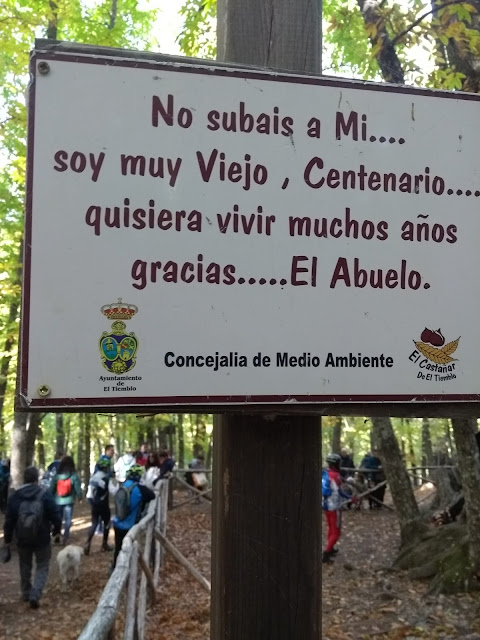 No subais a Mi....
soy muy Viejo , Centenario....
quisiera vivir muchos años
gracias.....El Abuelo.
Ayuntamiento
de
El Tiemblo
Concejalia de Medio Ambiente
El Castañar
De El Tiemblo